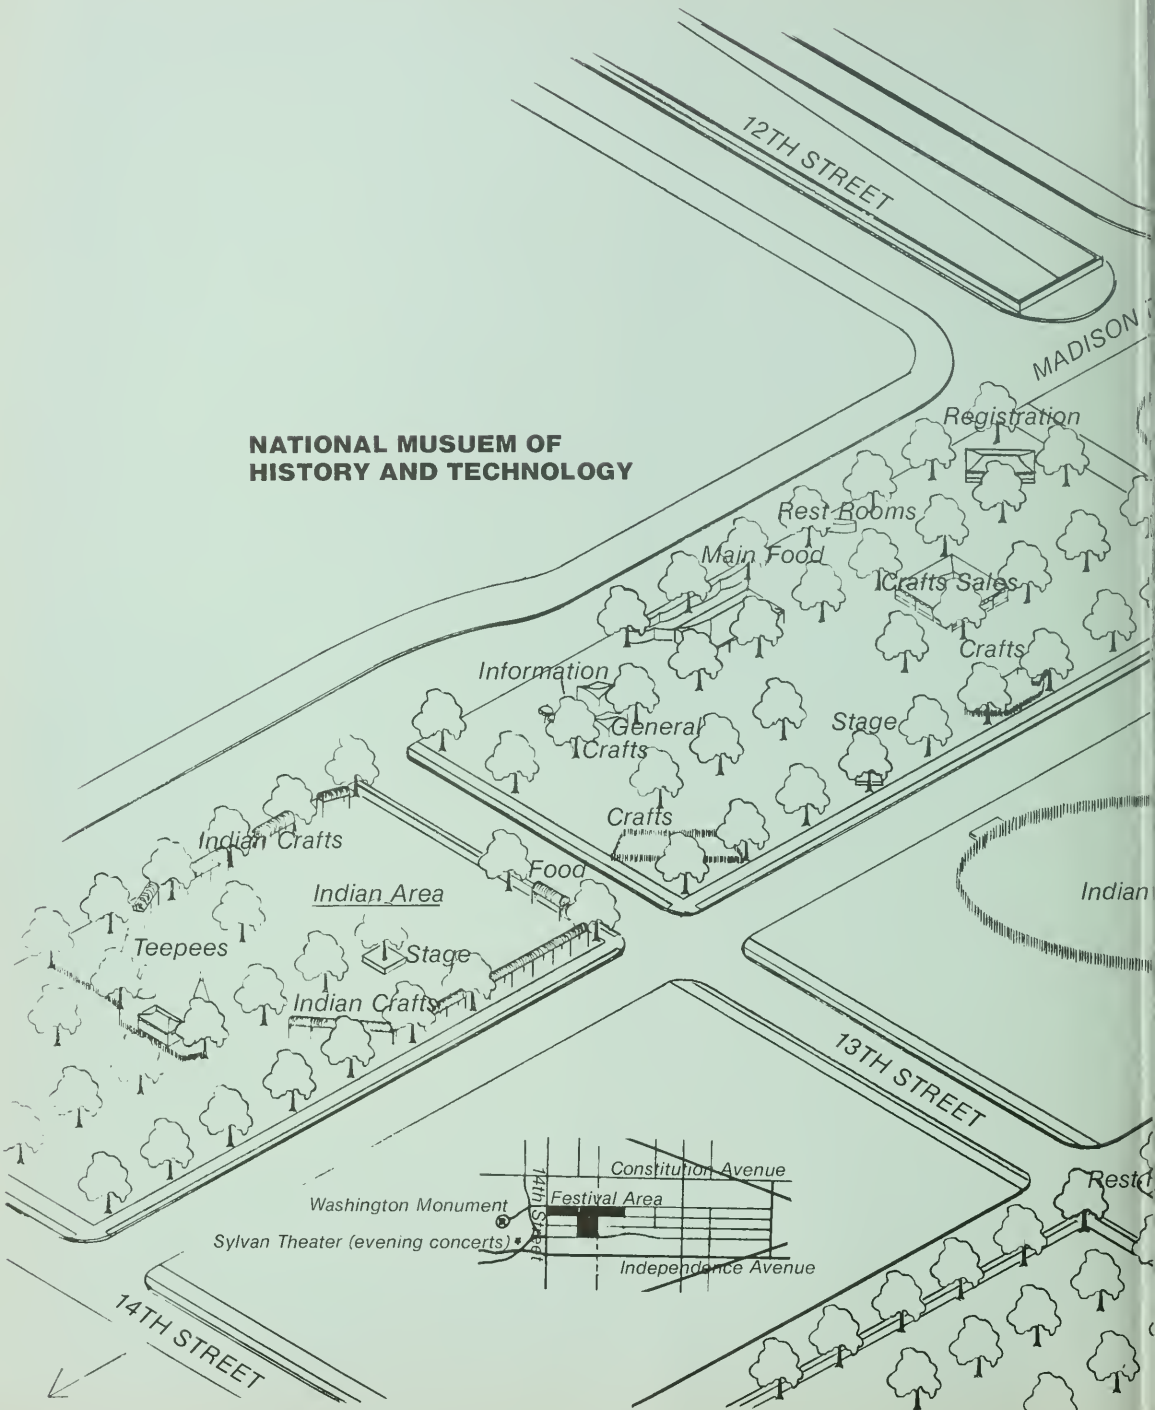 12TH STREET
MADISON
NATIONAL MUSUEM OF
HISTORY AND TECHNOLOGY
Registration
Rest Rooms
Main Food
Crafts Sales
Crafts
Information
General
Crafts
Stage
Crafts
Indian Crafts
Food
Indian Area
Indian
Teepees
Stage
Indian Crafts
13TH STREET
Constitution Avenue
14th Street
Festival Area
Washington Monument
Sylvan Theater (evening concerts)
Independence Avenue
Rest
14TH STREET